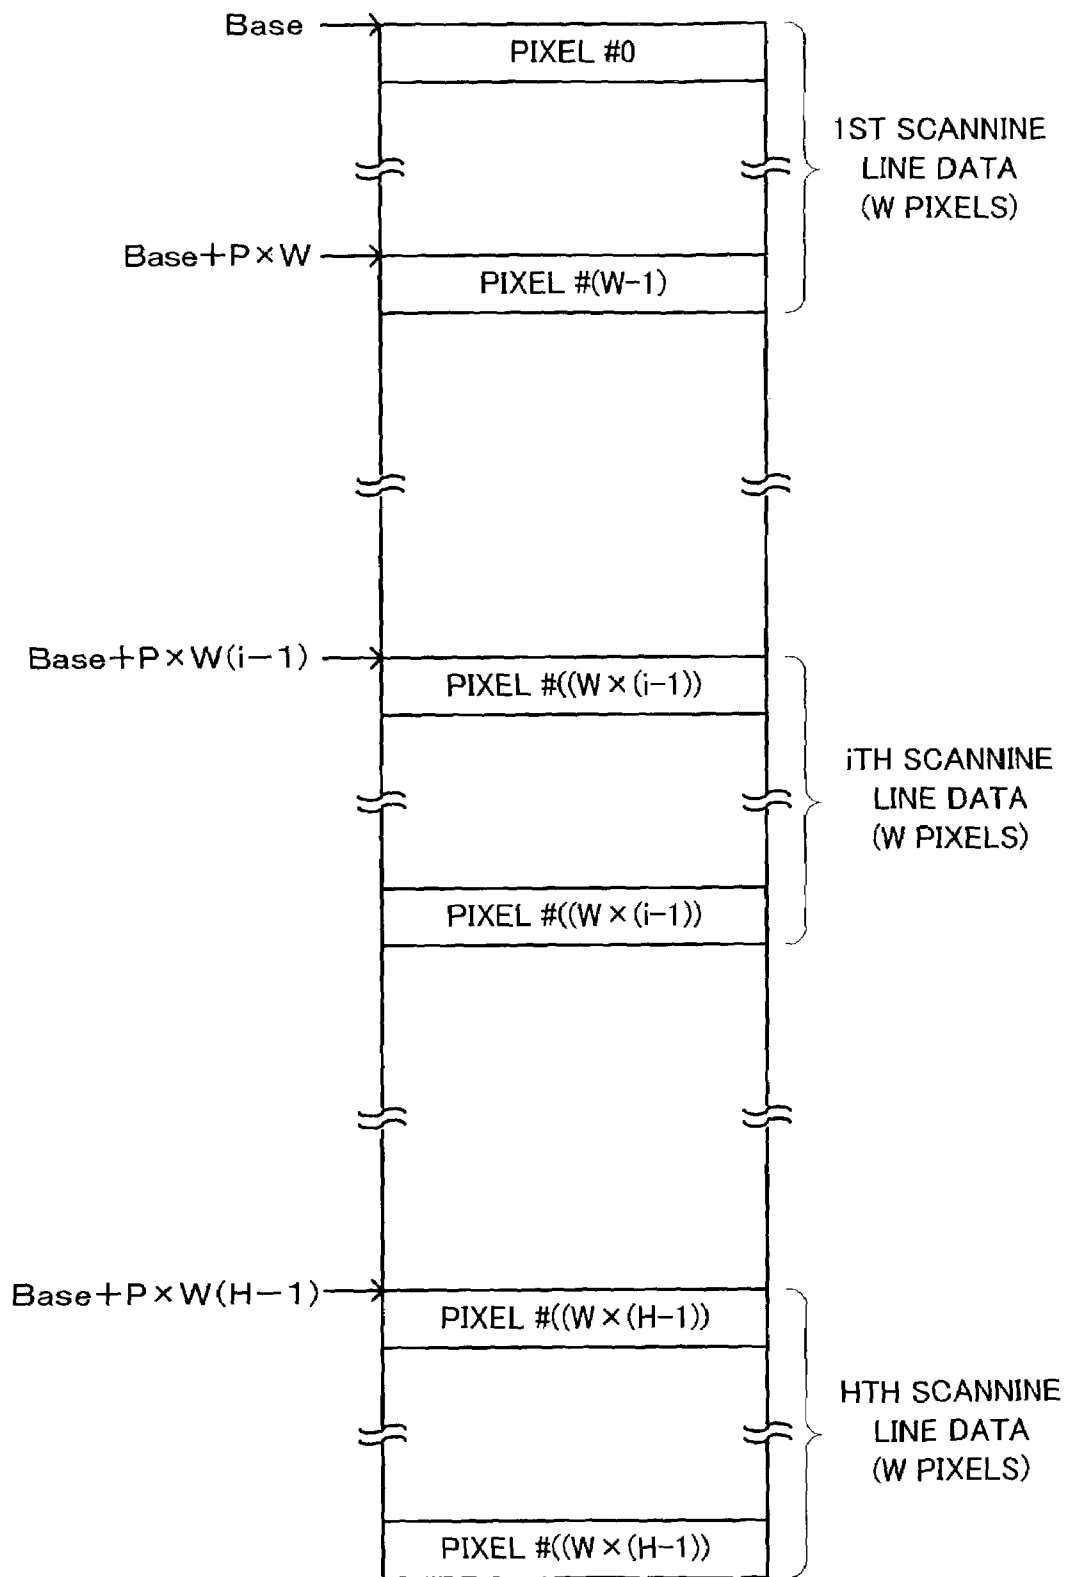 Base
PIXEL #0
1ST SCANNINE
LINE DATA
(W PIXELS)
Base+P×W
PIXEL #(W-1)
Base+P×W(i-1)
PIXEL #((W×(i-1))
iTH SCANNINE
LINE DATA
(W PIXELS)
PIXEL #((W×(i-1))
Base+P×W(H-1)
PIXEL #((W×(H-1))
HTH SCANNINE
LINE DATA
(W PIXELS)
PIXEL #((W×(H-1))